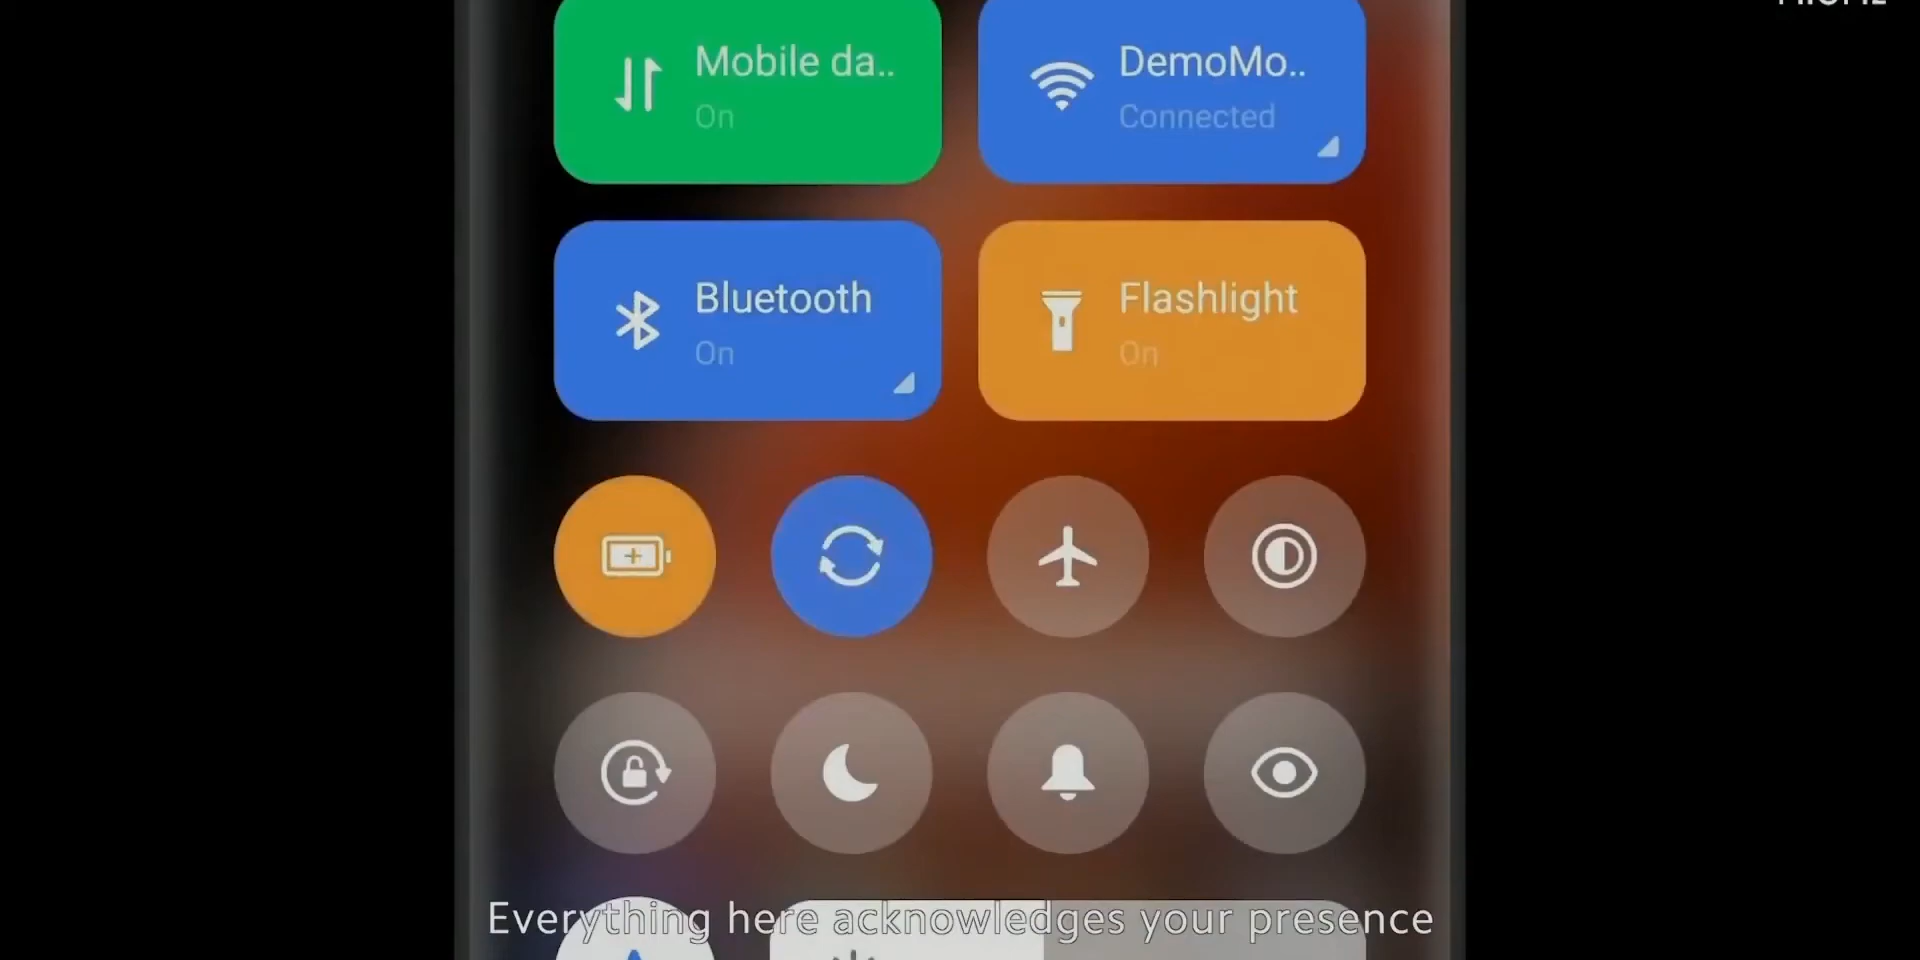 Mobile da..
On
DemoMo..
Connected
Bluetooth
On
Flashlight
On
Everything here acknowledges your presence